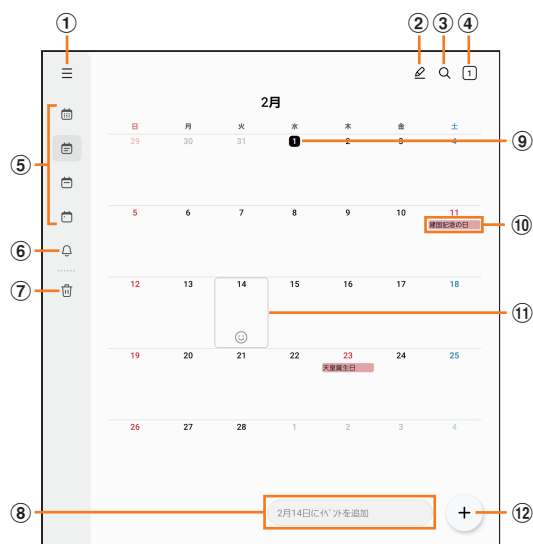 ① ② ③ ④
1
2月
日 月 火 水 木 金 土
29 30 31 1 2 3 4 ⑨
⑤
5 6 7 8 9 10 11
建国記念の日 ⑩
⑥
⑦
12 13 14 15 16 17 18
⑪
19 20 21 22 23 24 25
天皇誕生日
26 27 28 1 2 3 4
⑧ 2月14日にイベントを追加 + ⑫